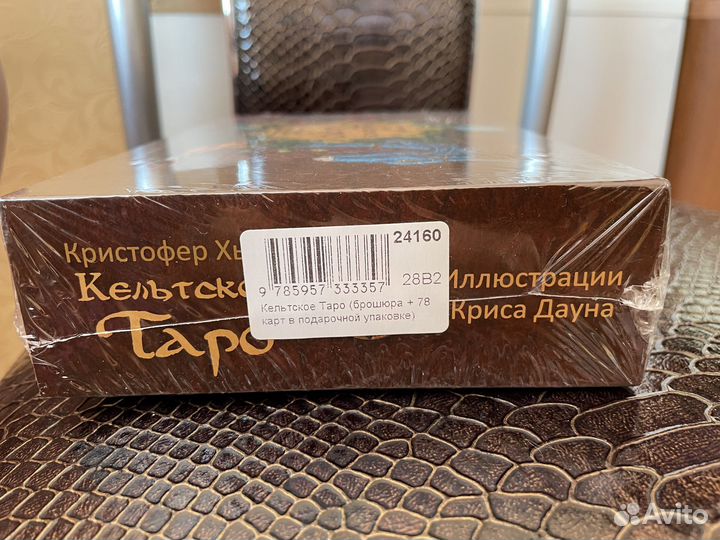 Кристофер Хь
24160
9 785957 333357
28В2
Кельтское Таро (брошюра + 78
карт в подарочной упаковке)
Кельтско
Таро
Иллюстрации
Криса Дауна
Avito